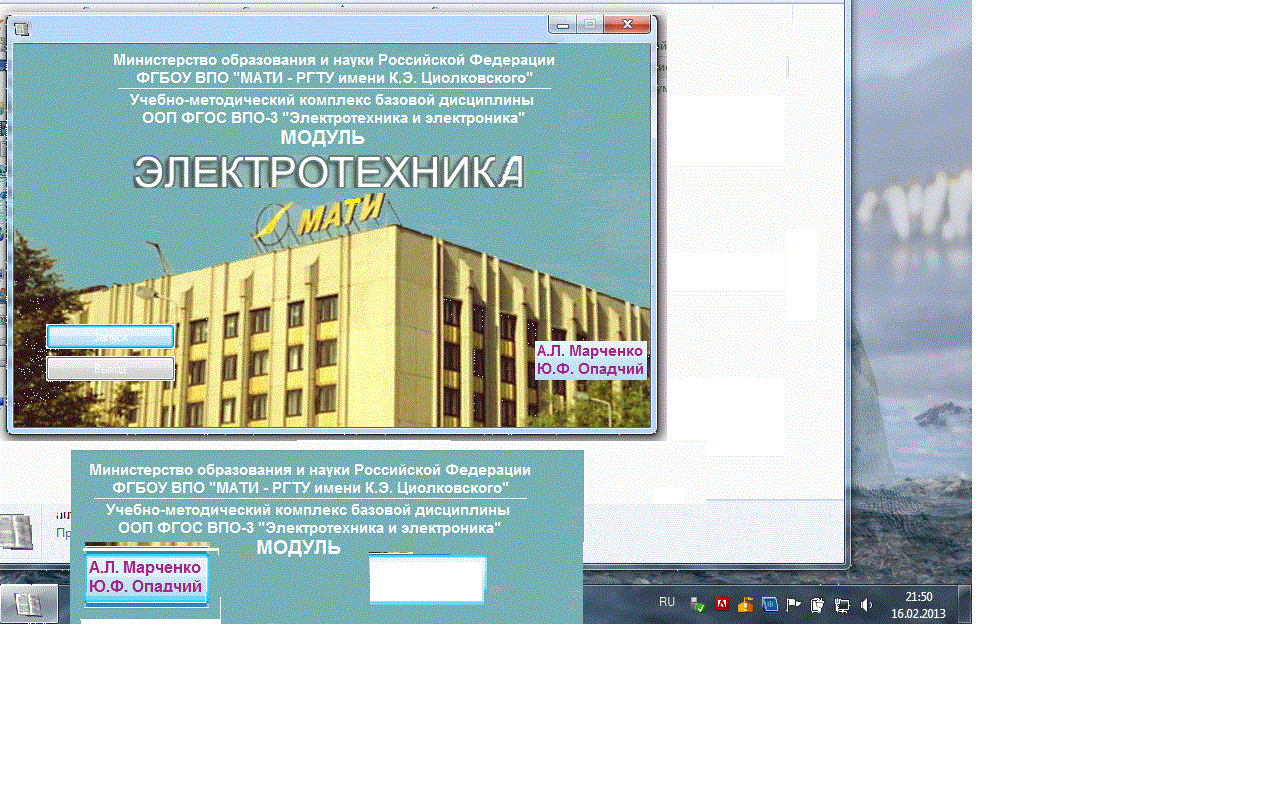 Министерство образования и науки Российской Федерации
ФГБОУ ВПО "МАТИ - РГТУ имени К.Э. Циолковского"
Учебно-методический комплекс базовой дисциплины
ООП ФГОС ВПО-3 "Электротехника и электроника"
МОДУЛЬ
ЭЛЕКТРОТЕХНИКА
МАТИ
Запуск
Выход
А.Л. Марченко
Ю.Ф. Опадчий
Министерство образования и науки Российской Федерации
ФГБОУ ВПО "МАТИ - РГТУ имени К.Э. Циолковского"
Учебно-методический комплекс базовой дисциплины
ООП ФГОС ВПО-3 "Электротехника и электроника"
МОДУЛЬ
А.Л. Марченко
Ю.Ф. Опадчий
RU
21:50
16.02.2013